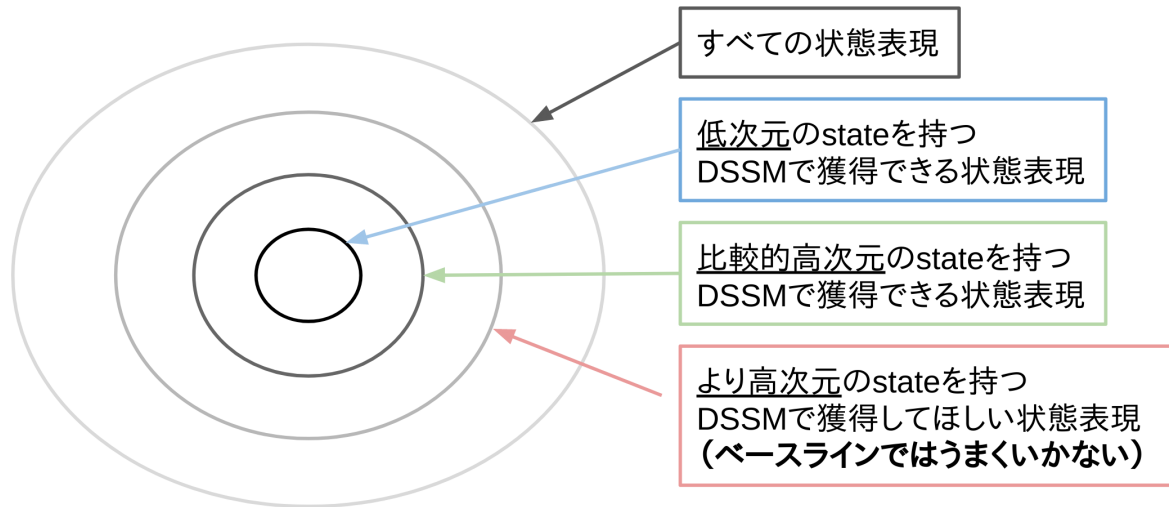 すべての状態表現
低次元のstateを持つ
DSSMで獲得できる状態表現
比較的高次元のstateを持つ
DSSMで獲得できる状態表現
より高次元のstateを持つ
DSSMで獲得してほしい状態表現
（ベースラインではうまくいかない）